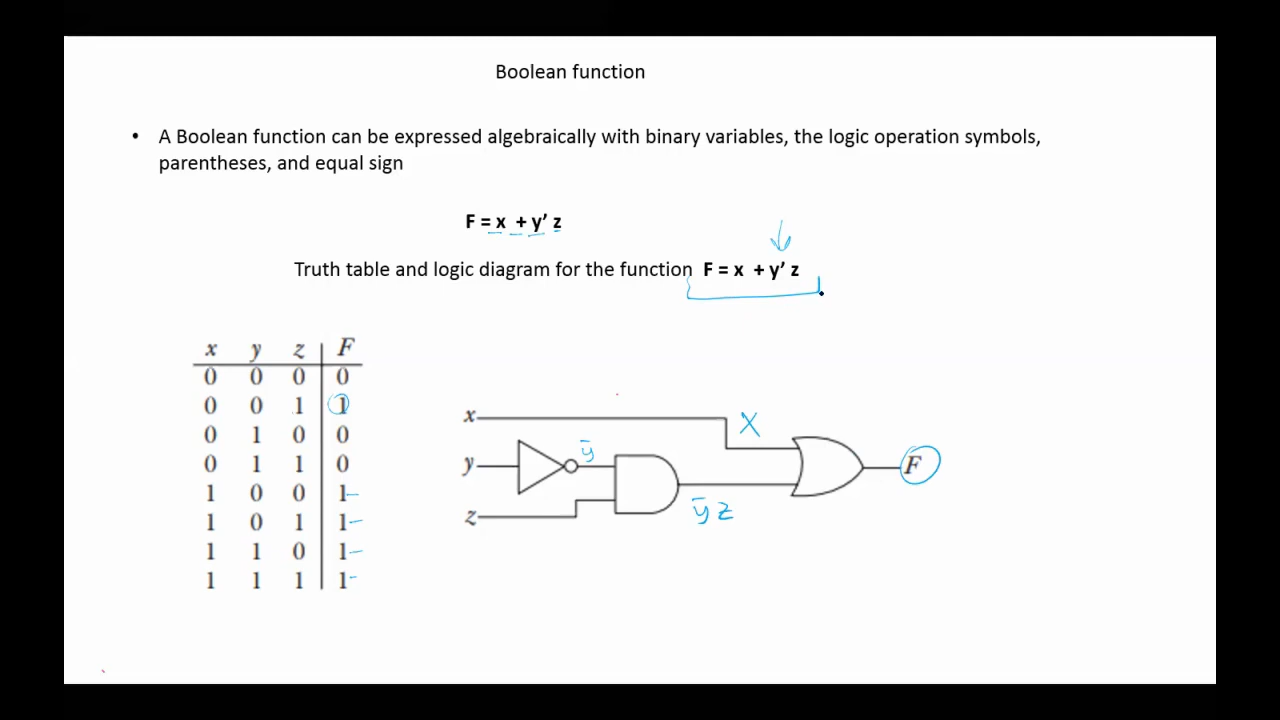 Boolean function
• A Boolean function can be expressed algebraically with binary variables, the logic operation symbols,
parentheses, and equal sign
F = x + y’ z
Truth table and logic diagram for the function F = x + y’ z
x y z F
0 0 0 0
0 0 1 1
0 1 0 0
0 1 1 0
1 0 0 1
1 0 1 1
1 1 0 1
1 1 1 1
x
X
y
ȳ
F
z
ȳ z